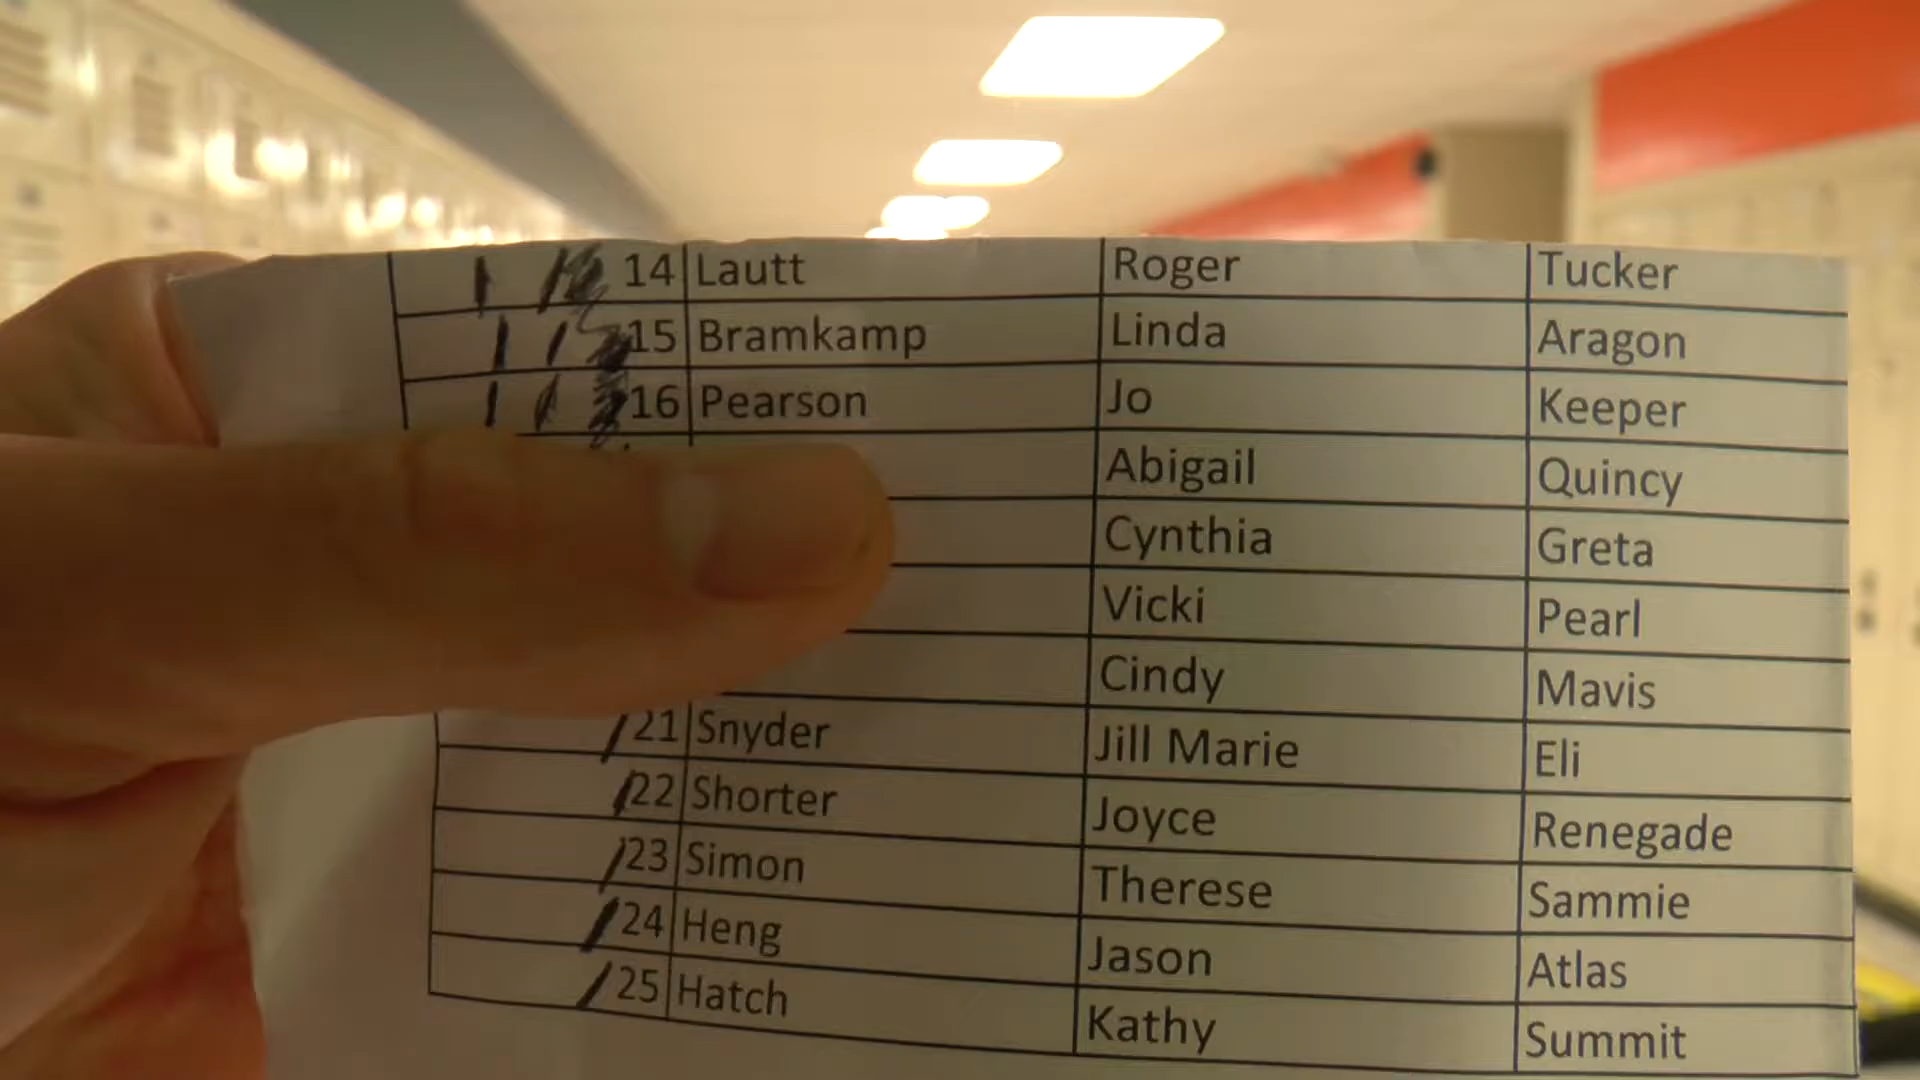 14 Lautt Roger Tucker
15 Bramkamp Linda Aragon
16 Pearson Jo Keeper
Abigail Quincy
Cynthia Greta
Vicki Pearl
Cindy Mavis
21 Snyder Jill Marie Eli
22 Shorter Joyce Renegade
23 Simon Therese Sammie
24 Heng Jason Atlas
25 Hatch Kathy Summit